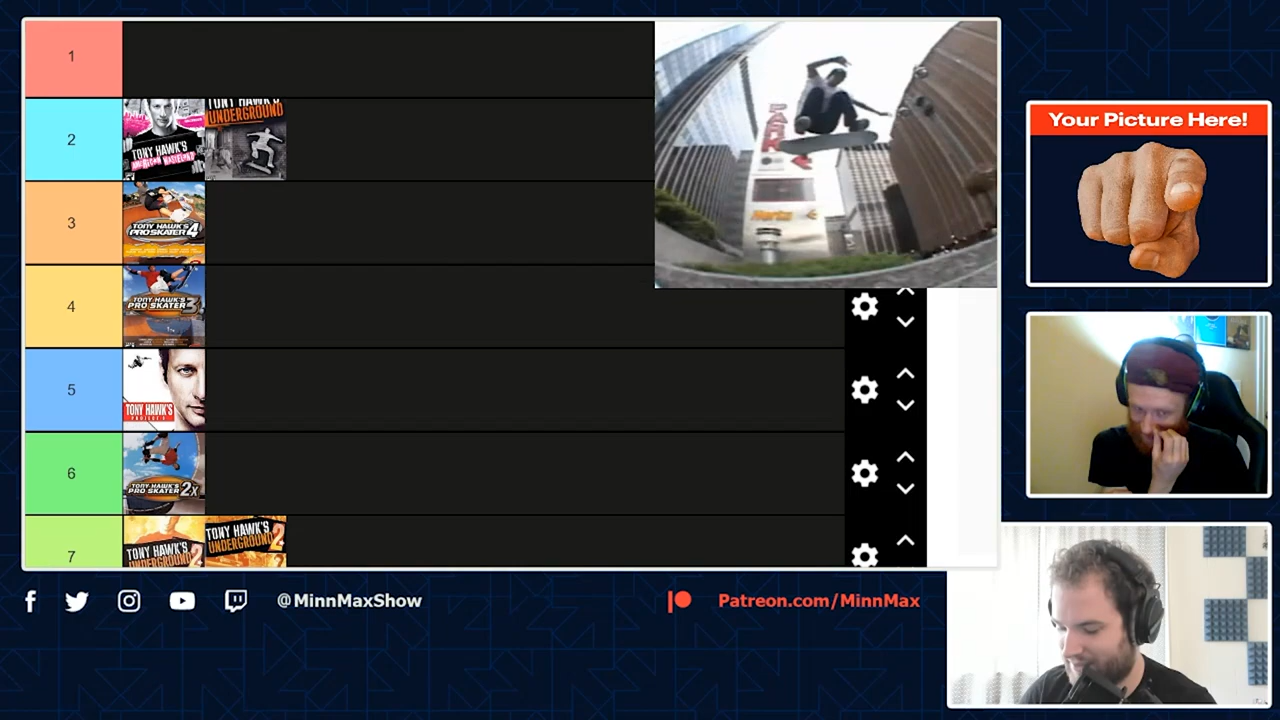 1
2
TONY HAWK'S
AMERICAN WASTELAND
TONY HAWK'S
UNDERGROUND
PARK
Hertz
3
TONY HAWK'S
PRO SKATER 4
4
TONY HAWK'S
PRO SKATER 3
5
TONY HAWK'S
PROJECT 8
6
TONY HAWK'S
PRO SKATER 2x
7
TONY HAWK'S
UNDERGROUND 2
TONY HAWK'S
UNDERGROUND 2
Your Picture Here!
@MinnMaxShow
Patreon.com/MinnMax